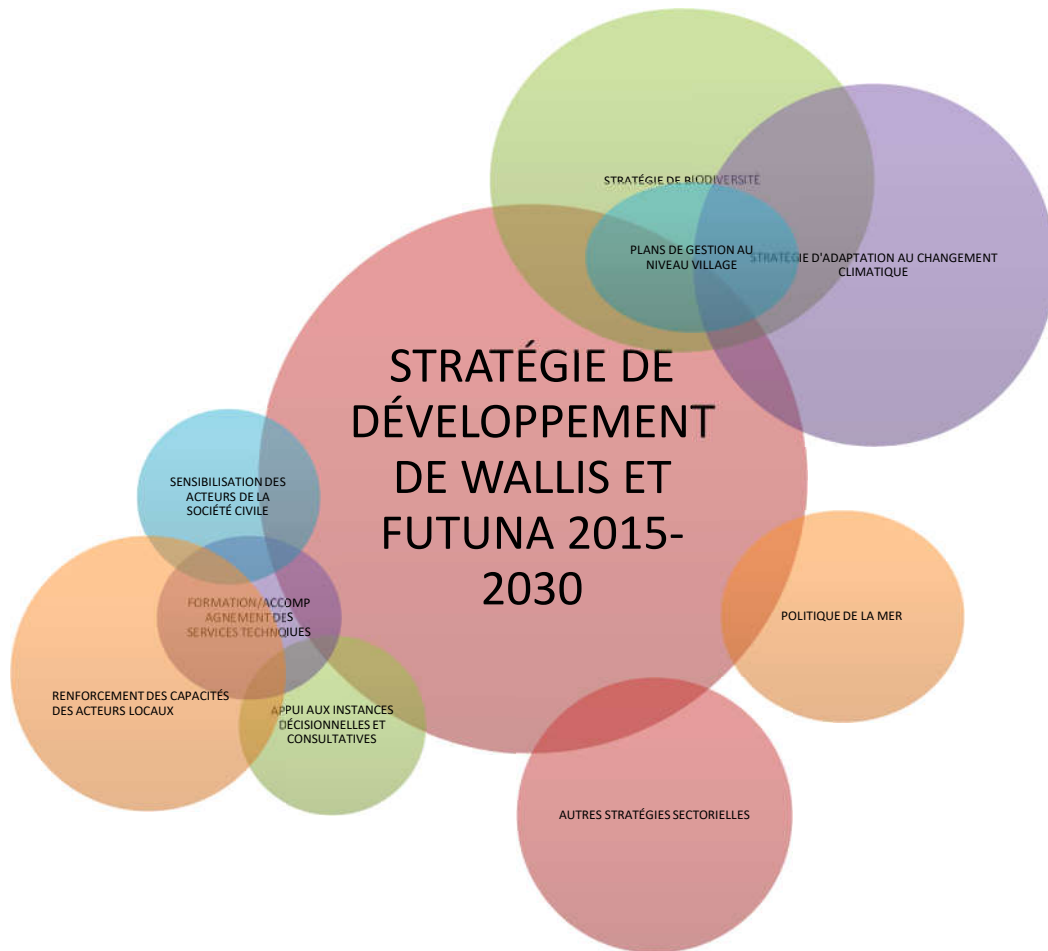 STRATÉGIE DE BIODIVERSITÉ
PLANS DE GESTION AU
NIVEAU VILLAGE
STRATÉGIE D'ADAPTATION AU CHANGEMENT
CLIMATIQUE
STRATÉGIE DE
DÉVELOPPEMENT
DE WALLIS ET
FUTUNA 2015-
2030
SENSIBILISATION DES
ACTEURS DE LA
SOCIÉTÉ CIVILE
FORMATION/ACCOMP
AGNEMENT DES
SERVICES TECHNQIUES
POLITIQUE DE LA MER
RENFORCEMENT DES CAPACITÉS
DES ACTEURS LOCAUX
APPUI AUX INSTANCES
DÉCISIONNELLES ET
CONSULTATIVES
AUTRES STRATÉGIES SECTORIELLES